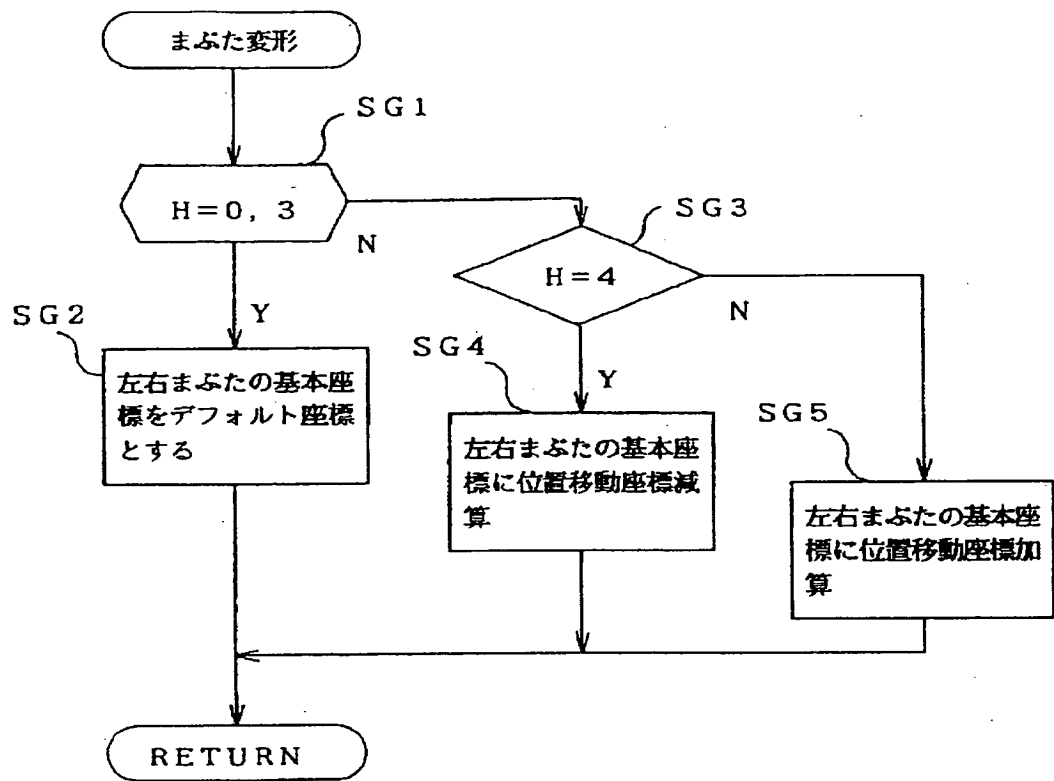 まぶた変形
SG1
H=0, 3
N
Y
SG3
H=4
N
Y
SG2
左右まぶたの基本座
標をデフォルト座標
とする
SG4
左右まぶたの基本座
標に位置移動座標減
算
SG5
左右まぶたの基本座
標に位置移動座標加
算
RETURN